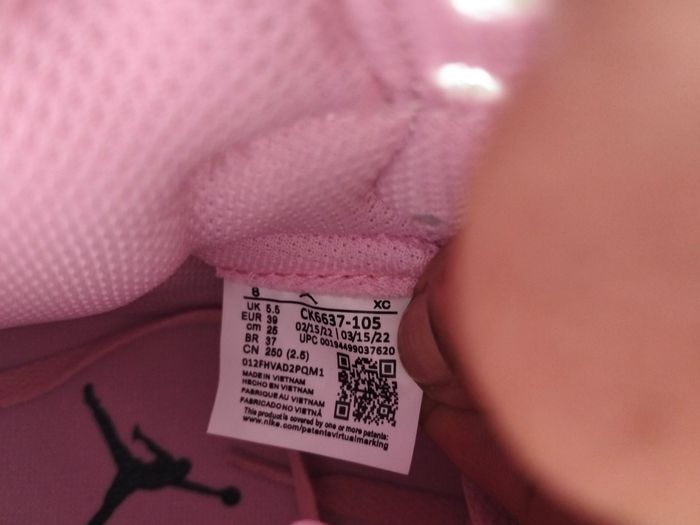 8 XC
UK 5.5
EUR 39
cm 25
BR 37
CN 250 (2.5)
CK6637-105
02/15/22 | 03/15/22
UPC 00194499037620
012FHVAD2PQM1
MADE IN VIETNAM
HECHO EN VIETNAM
FABRIQUE AU VIETNAM
FABRICADO NO VIETNÃ
This product is covered by one or more patents:
www.nike.com/patentsvirtualmarking